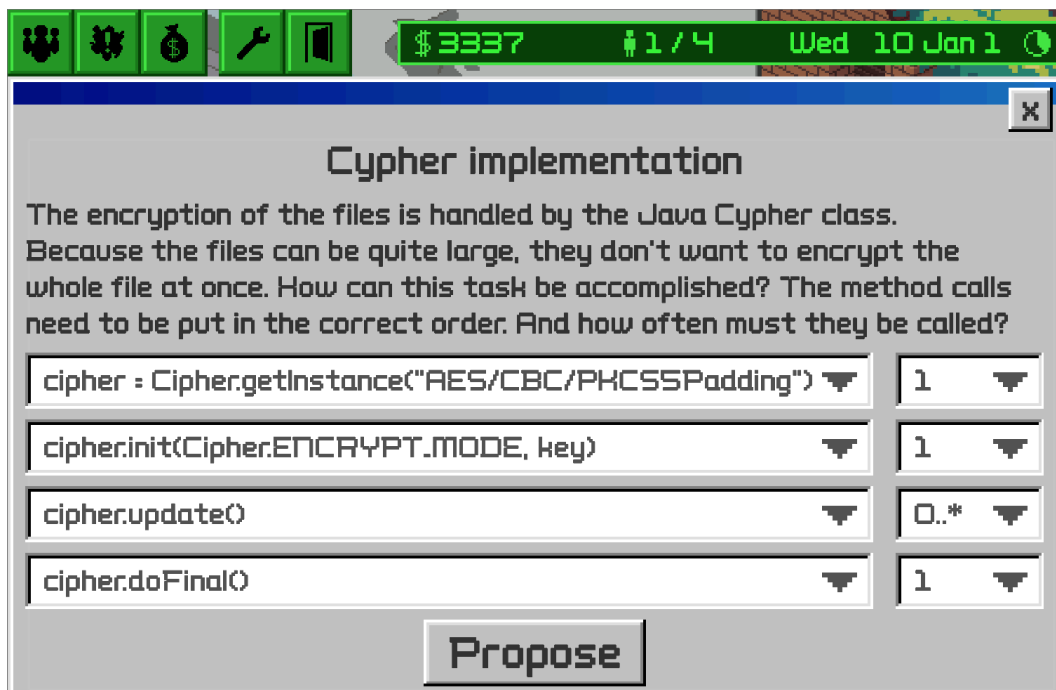 $3337 1/4 Wed 10 Jan 1
x
Cypher implementation
The encryption of the files is handled by the Java Cypher class.
Because the files can be quite large, they don't want to encrypt the
whole file at once. How can this task be accomplished? The method calls
need to be put in the correct order. And how often must they be called?
cipher = Cipher.getInstance("AES/CBC/PKCS5Padding") 1
cipher.init(Cipher.ENCRYPT_MODE, key) 1
cipher.update() 0..*
cipher.doFinal() 1
Propose